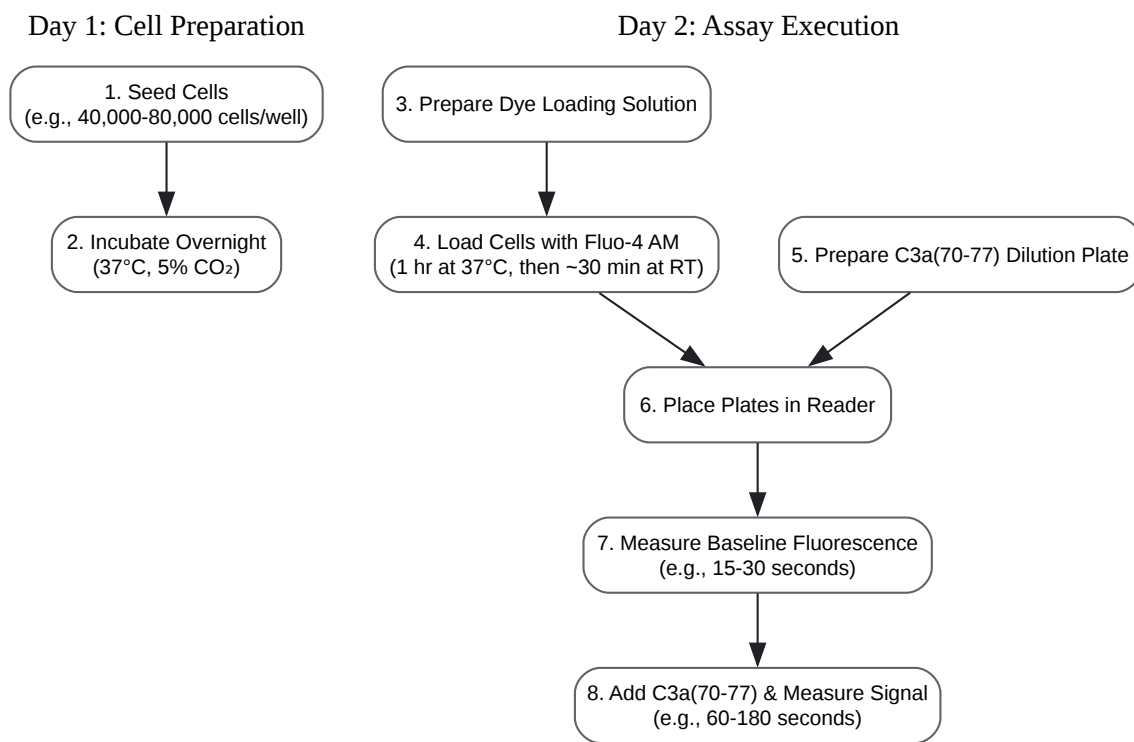 Day 1: Cell Preparation
1. Seed Cells
(e.g., 40,000-80,000 cells/well)
2. Incubate Overnight
(37°C, 5% CO₂)
Day 2: Assay Execution
3. Prepare Dye Loading Solution
4. Load Cells with Fluo-4 AM
(1 hr at 37°C, then ~30 min at RT)
5. Prepare C3a(70-77) Dilution Plate
6. Place Plates in Reader
7. Measure Baseline Fluorescence
(e.g., 15-30 seconds)
8. Add C3a(70-77) & Measure Signal
(e.g., 60-180 seconds)